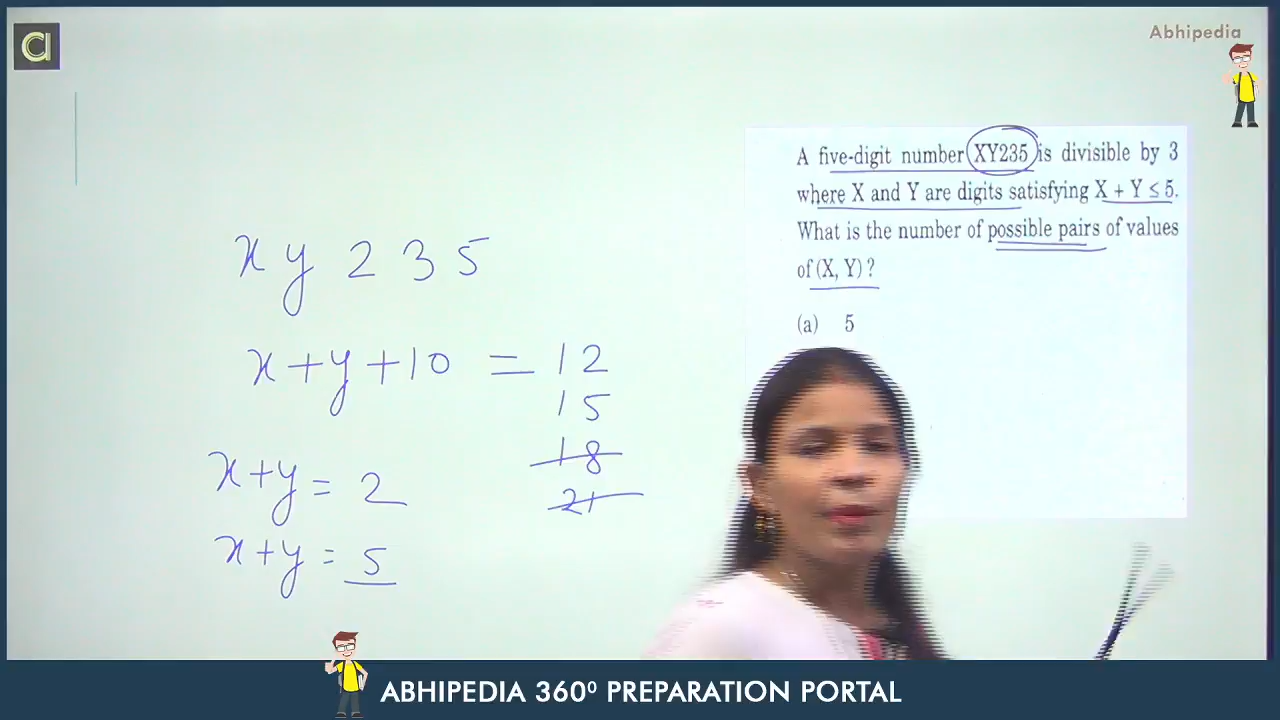 Abhipedia
A five-digit number XY235 is divisible by 3
where X and Y are digits satisfying X + Y ≤ 5.
What is the number of possible pairs of values
of (X, Y) ?
(a) 5
x y 2 3 5
x + y + 10 = 12
15
18
21
x + y = 2
x + y = 5
ABHIPEDIA 360⁰ PREPARATION PORTAL